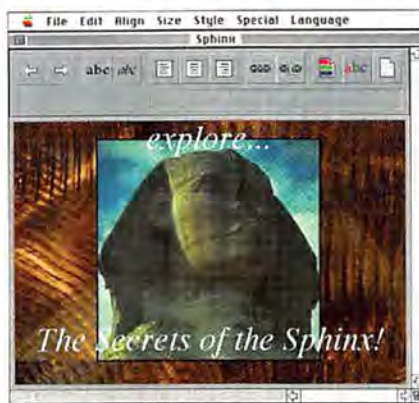 File Edit Align Size Style Special Language
Sphinx
abc abc abc
explore...
The Secrets of the Sphinx!